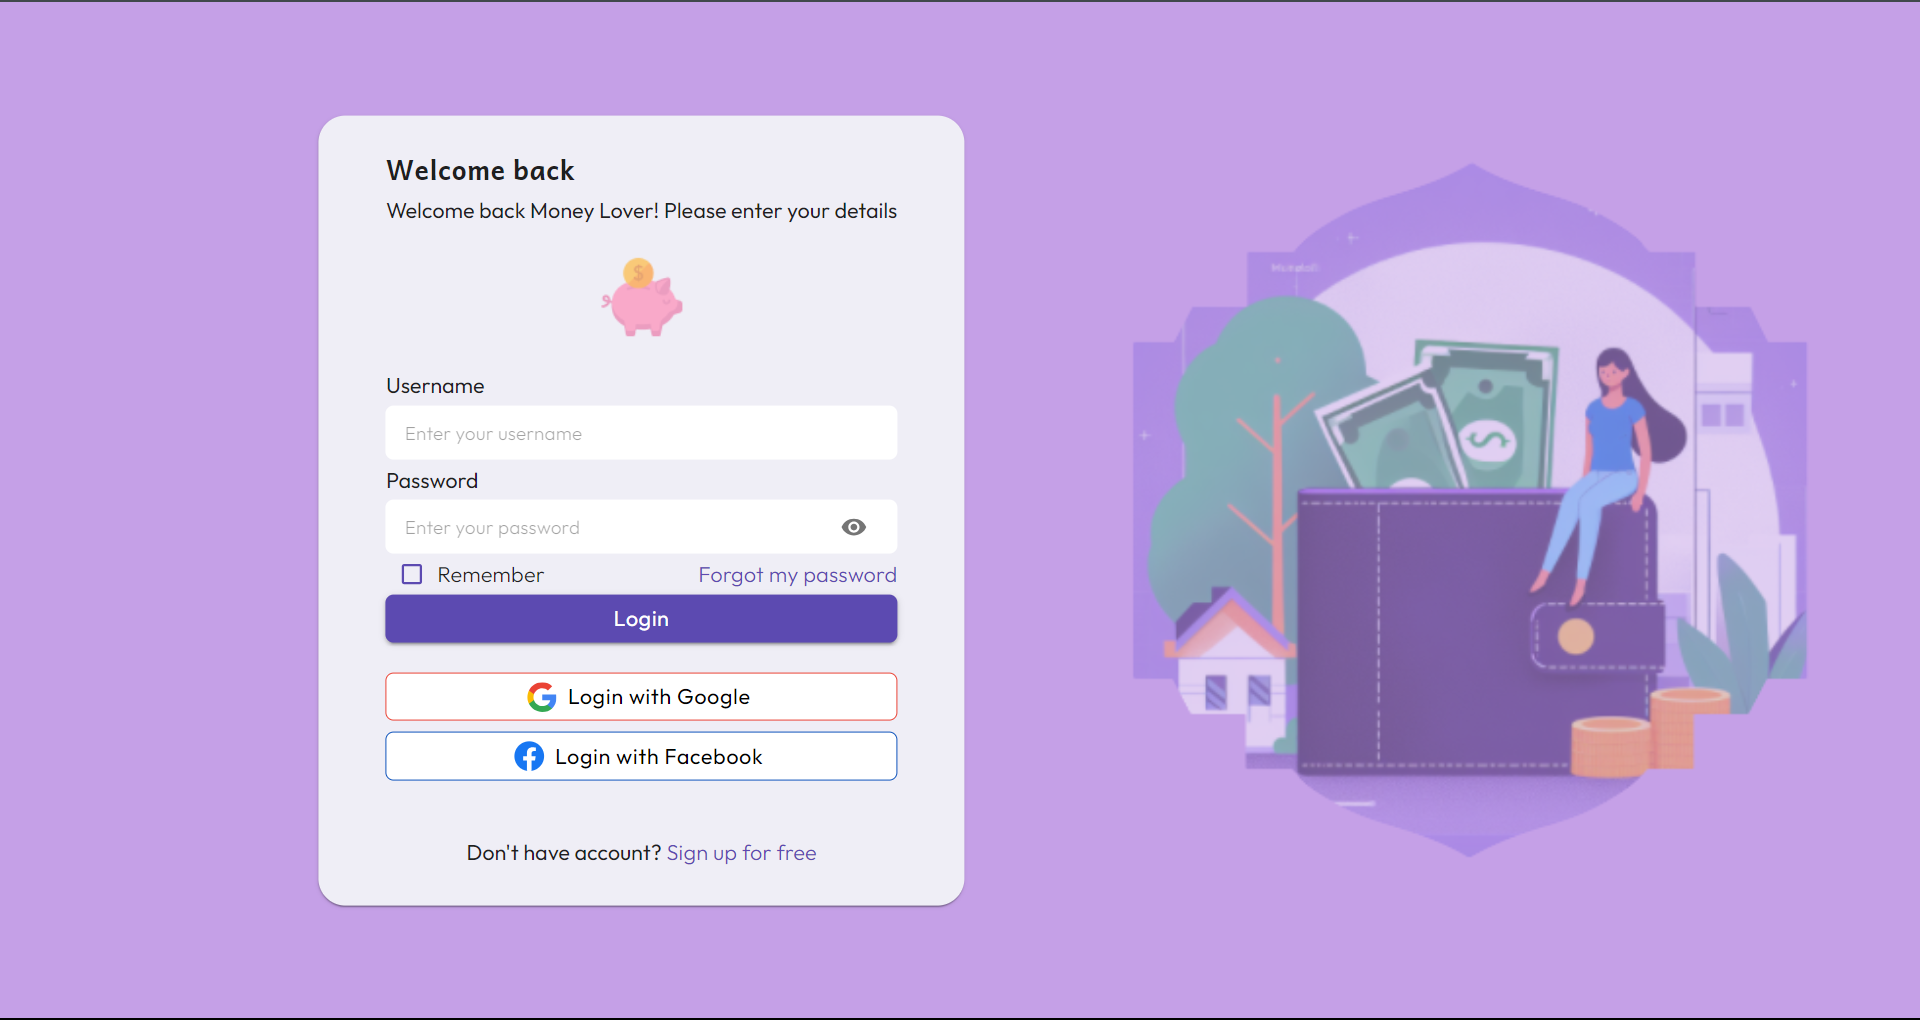 Welcome back
Welcome back Money Lover! Please enter your details
$
Username
Enter your username
Password
Enter your password
Remember
Forgot my password
Login
Login with Google
Login with Facebook
Don't have account? Sign up for free
$